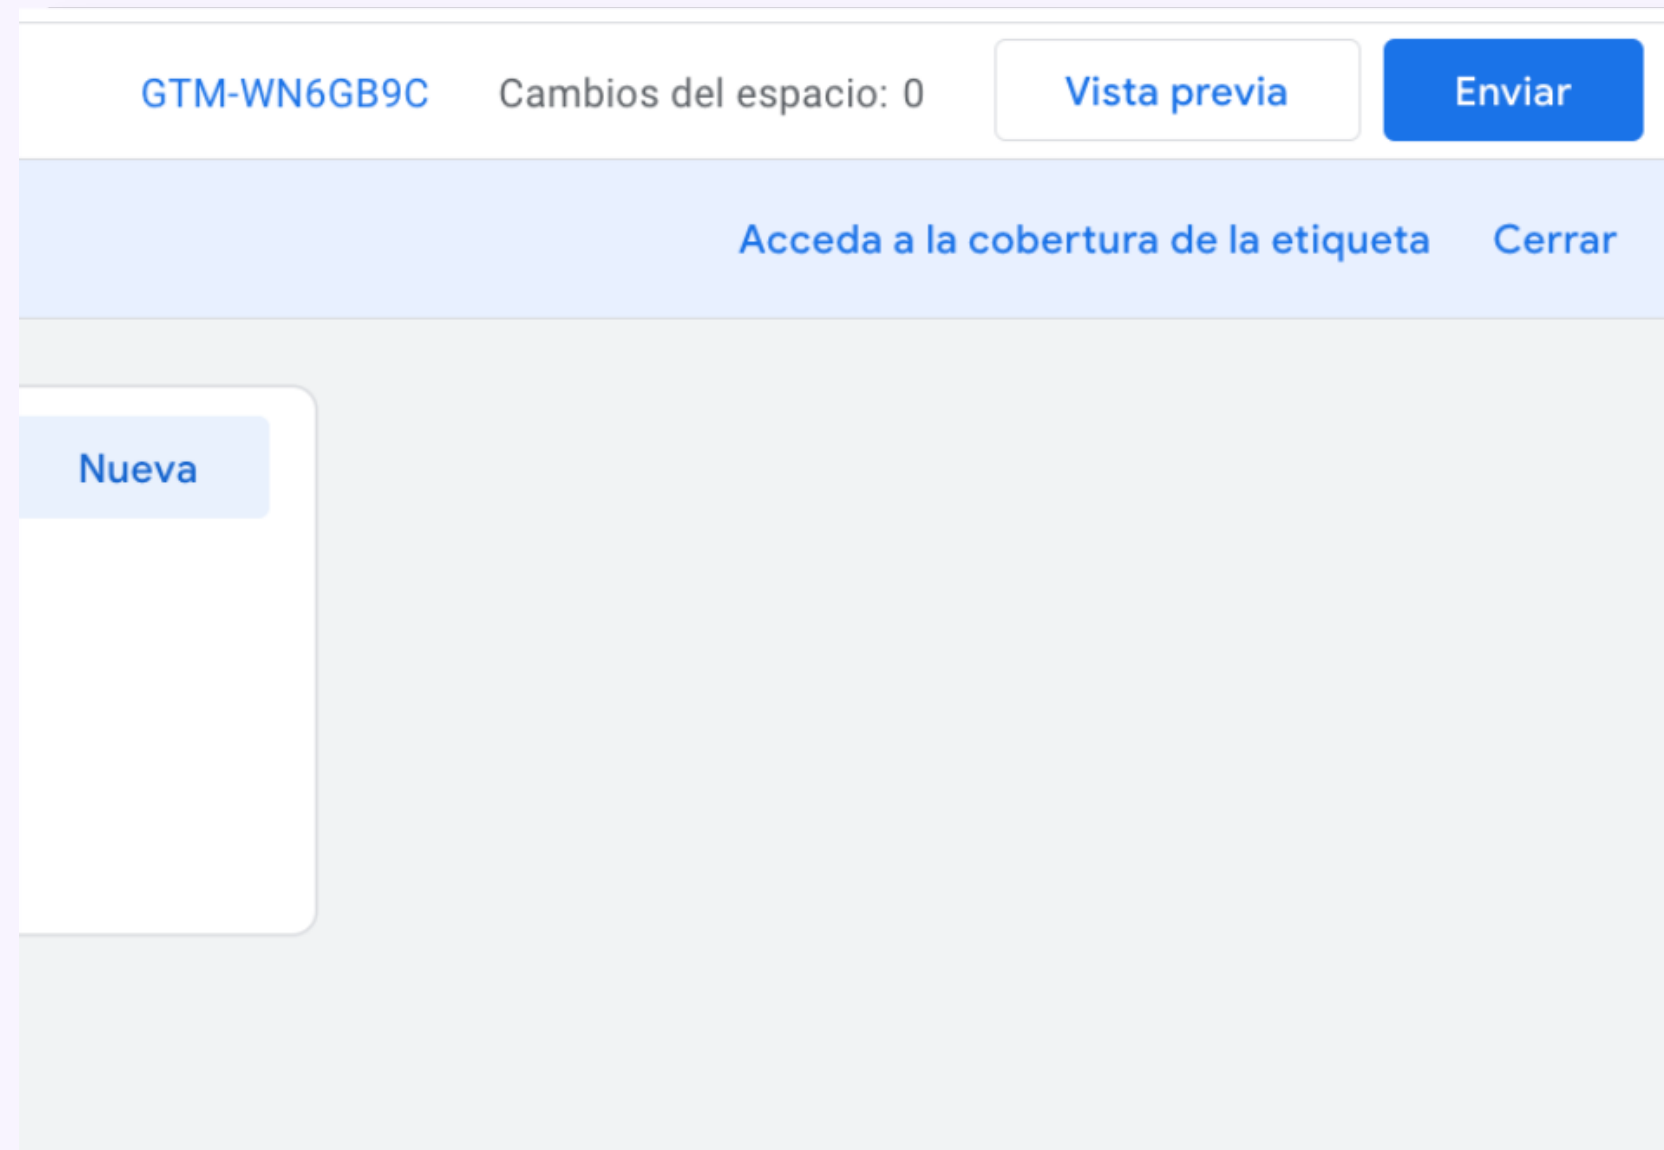 GTM-WN6GB9C Cambios del espacio: 0 Vista previa Enviar
Acceda a la cobertura de la etiqueta Cerrar
Nueva